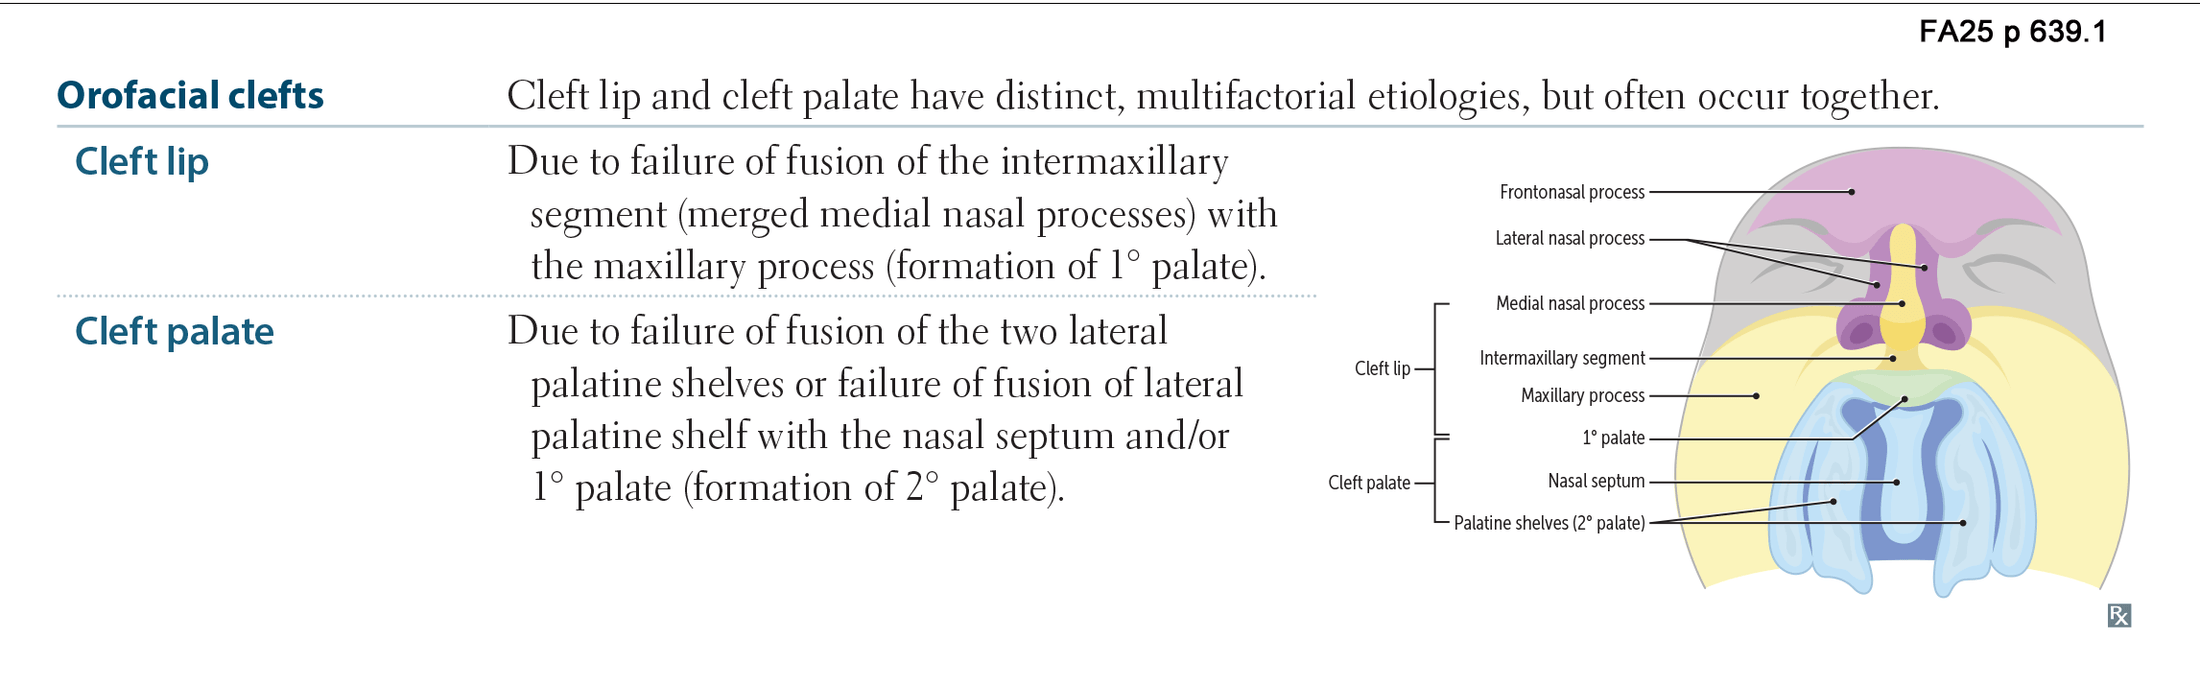 FA25 p 639.1
Orofacial clefts
Cleft lip and cleft palate have distinct, multifactorial etiologies, but often occur together.
Cleft lip
Due to failure of fusion of the intermaxillary
segment (merged medial nasal processes) with
the maxillary process (formation of 1° palate).
Cleft palate
Due to failure of fusion of the two lateral
palatine shelves or failure of fusion of lateral
palatine shelf with the nasal septum and/or
1° palate (formation of 2° palate).
Frontonasal process
Lateral nasal process
Medial nasal process
Intermaxillary segment
Cleft lip
Maxillary process
1° palate
Nasal septum
Cleft palate
Palatine shelves (2° palate)
Rx